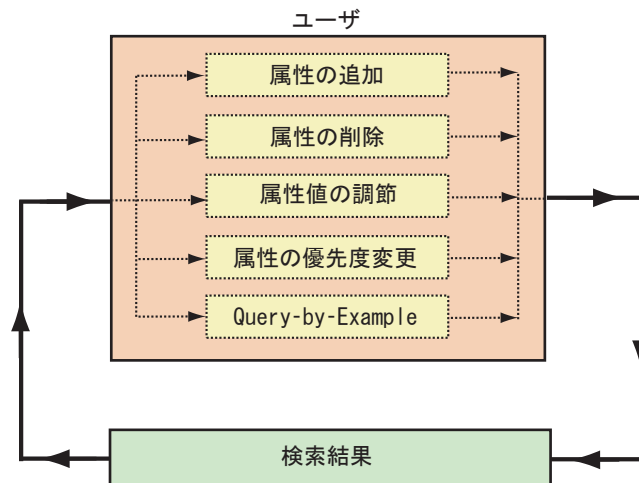 ユーザ
属性の追加
属性の削除
属性値の調節
属性の優先度変更
Query-by-Example
検索結果